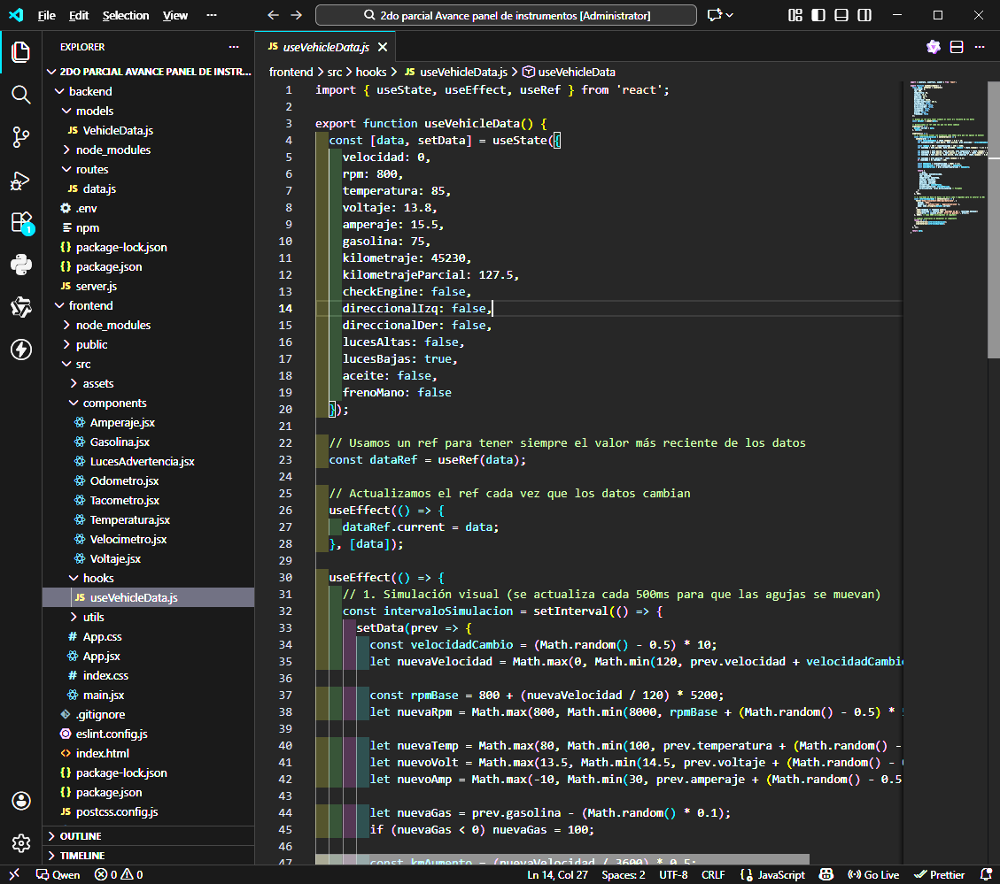 File Edit Selection View ··· 2do parcial Avance panel de instrumentos [Administrator]
EXPLORER ···
2DO PARCIAL AVANCE PANEL DE INSTR...
backend
models
JS VehicleData.js
node_modules
routes
JS data.js
.env
npm
{} package-lock.json
{} package.json
JS server.js
frontend
node_modules
public
src
assets
components
Amperaje.jsx
Gasolina.jsx
LucesAdvertencia.jsx
Odometro.jsx
Tacometro.jsx
Temperatura.jsx
Velocimetro.jsx
Voltaje.jsx
hooks
JS useVehicleData.js
utils
# App.css
App.jsx
# index.css
main.jsx
.gitignore
eslint.config.js
<> index.html
{} package-lock.json
{} package.json
JS postcss.config.js
OUTLINE
TIMELINE
1
JS useVehicleData.js
frontend > src > hooks > JS useVehicleData.js > useVehicleData
1 import { useState, useEffect, useRef } from 'react';
2
3 export function useVehicleData() {
4 const [data, setData] = useState({
5 velocidad: 0,
6 rpm: 800,
7 temperatura: 85,
8 voltaje: 13.8,
9 amperaje: 15.5,
10 gasolina: 75,
11 kilometraje: 45230,
12 kilometrajeParcial: 127.5,
13 checkEngine: false,
14 direccionalIzq: false,
15 direccionalDer: false,
16 lucesAltas: false,
17 lucesBajas: true,
18 aceite: false,
19 frenoMano: false
20 });
21
22 // Usamos un ref para tener siempre el valor más reciente de los datos
23 const dataRef = useRef(data);
24
25 // Actualizamos el ref cada vez que los datos cambian
26 useEffect(() => {
27 dataRef.current = data;
28 }, [data]);
29
30 useEffect(() => {
31 // 1. Simulación visual (se actualiza cada 500ms para que las agujas se muevan)
32 const intervaloSimulacion = setInterval(() => {
33 setData(prev => {
34 const velocidadCambio = (Math.random() - 0.5) * 10;
35 let nuevaVelocidad = Math.max(0, Math.min(120, prev.velocidad + velocidadCambio
36
37 const rpmBase = 800 + (nuevaVelocidad / 120) * 5200;
38 let nuevaRpm = Math.max(800, Math.min(8000, rpmBase + (Math.random() - 0.5) *
39
40 let nuevaTemp = Math.max(80, Math.min(100, prev.temperatura + (Math.random() -
41 let nuevoVolt = Math.max(13.5, Math.min(14.5, prev.voltaje + (Math.random() -
42 let nuevoAmp = Math.max(-10, Math.min(30, prev.amperaje + (Math.random() - 0.5
43
44 let nuevaGas = prev.gasolina - (Math.random() * 0.1);
45 if (nuevaGas < 0) nuevaGas = 100;
46
47 const kmAumento = (nuevaVelocidad / 3600) * 0.5;
Qwen 0 0 Ln 14, Col 27 Spaces: 2 UTF-8 CRLF {} JavaScript Go Live Prettier